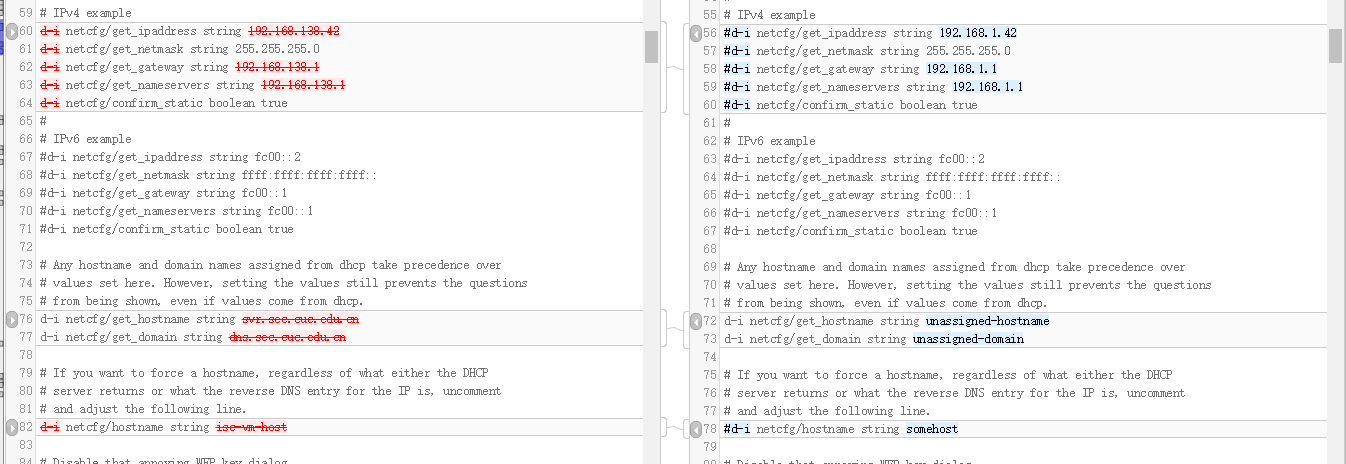 59 # IPv4 example
60 d-i netcfg/get_ipaddress string 192.168.138.42
61 d-i netcfg/get_netmask string 255.255.255.0
62 d-i netcfg/get_gateway string 192.168.138.1
63 d-i netcfg/get_nameservers string 192.168.138.1
64 d-i netcfg/confirm_static boolean true
65 #
66 # IPv6 example
67 #d-i netcfg/get_ipaddress string fc00::2
68 #d-i netcfg/get_netmask string ffff:ffff:ffff:ffff::
69 #d-i netcfg/get_gateway string fc00::1
70 #d-i netcfg/get_nameservers string fc00::1
71 #d-i netcfg/confirm_static boolean true
72
73 # Any hostname and domain names assigned from dhcp take precedence over
74 # values set here. However, setting the values still prevents the questions
75 # from being shown, even if values come from dhcp.
76 d-i netcfg/get_hostname string svr.sec.cuc.edu.cn
77 d-i netcfg/get_domain string dns.sec.cuc.edu.cn
78
79 # If you want to force a hostname, regardless of what either the DHCP
80 # server returns or what the reverse DNS entry for the IP is, uncomment
81 # and adjust the following line.
82 d-i netcfg/hostname string isc-vm-host
83
84 # Disable that annoying WEP key dialog.
55 # IPv4 example
56 #d-i netcfg/get_ipaddress string 192.168.1.42
57 #d-i netcfg/get_netmask string 255.255.255.0
58 #d-i netcfg/get_gateway string 192.168.1.1
59 #d-i netcfg/get_nameservers string 192.168.1.1
60 #d-i netcfg/confirm_static boolean true
61 #
62 # IPv6 example
63 #d-i netcfg/get_ipaddress string fc00::2
64 #d-i netcfg/get_netmask string ffff:ffff:ffff:ffff::
65 #d-i netcfg/get_gateway string fc00::1
66 #d-i netcfg/get_nameservers string fc00::1
67 #d-i netcfg/confirm_static boolean true
68
69 # Any hostname and domain names assigned from dhcp take precedence over
70 # values set here. However, setting the values still prevents the questions
71 # from being shown, even if values come from dhcp.
72 d-i netcfg/get_hostname string unassigned-hostname
73 d-i netcfg/get_domain string unassigned-domain
74
75 # If you want to force a hostname, regardless of what either the DHCP
76 # server returns or what the reverse DNS entry for the IP is, uncomment
77 # and adjust the following line.
78 #d-i netcfg/hostname string somehost
79
# Disable that annoying WEP key dialog.